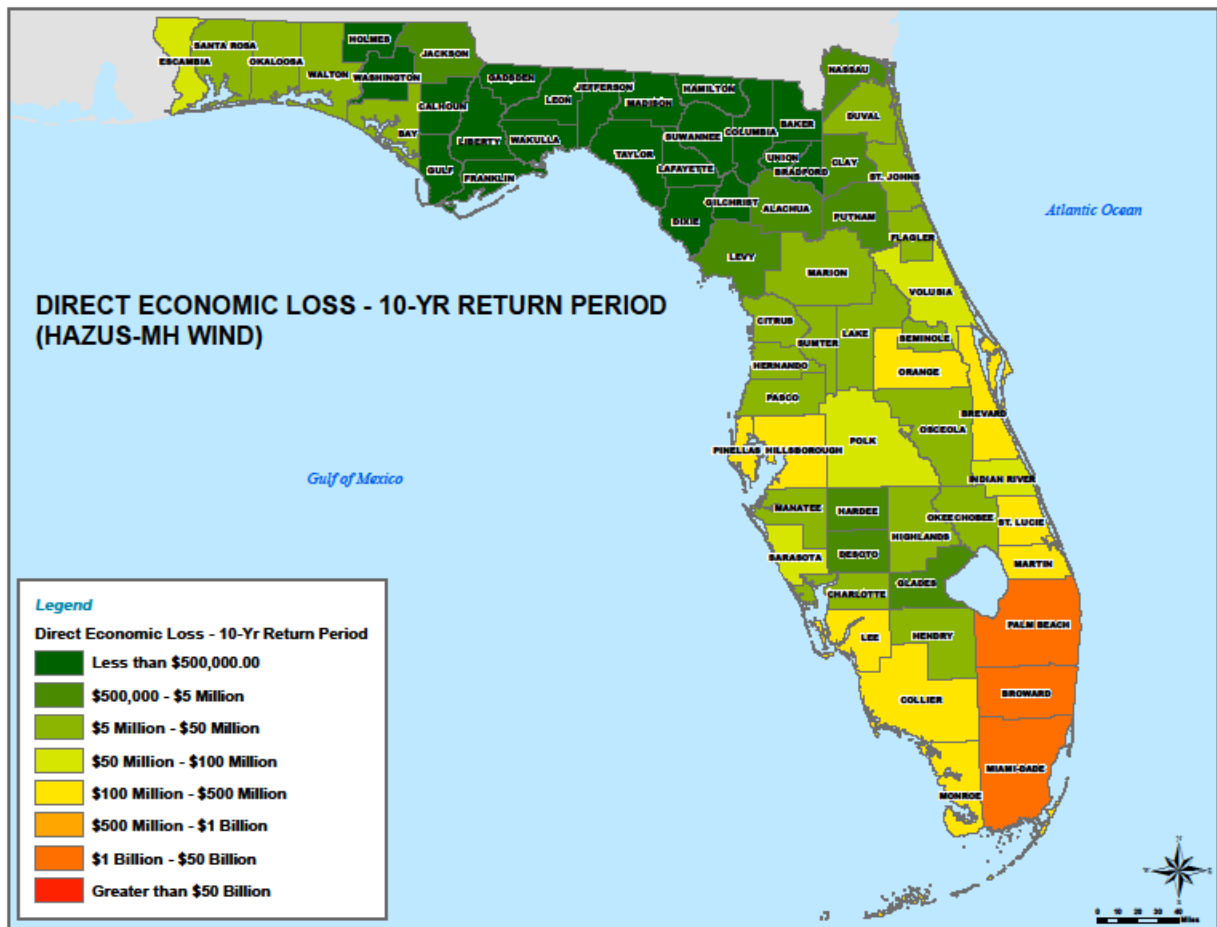 HOLMES
SANTA ROSA
JACKSON
ESCAMBIA
OKALOOSA
WALTON
WASHINGTON
GADSDEN
JEFFERSON
HAMILTON
NASSAU
LEON
MADISON
CALHOUN
BAY
LIBERTY
WAKULLA
SUWANNEE
COLUMBIA
BAKER
DUVAL
TAYLOR
LAFAYETTE
UNION
BRADFORD
CLAY
GULF
FRANKLIN
ST. JOHNS
GILCHRIST
ALACHUA
PUTNAM
DIXIE
FLAGLER
Atlantic Ocean
LEVY
MARION
VOLUSIA
DIRECT ECONOMIC LOSS - 10-YR RETURN PERIOD
(HAZUS-MH WIND)
CITRUS
SUMTER
LAKE
SEMINOLE
HERNANDO
ORANGE
PASCO
BREVARD
OSCEOLA
POLK
PINELLAS
HILLSBOROUGH
Gulf of Mexico
INDIAN RIVER
MANATEE
HARDEE
OKEECHOBEE
ST. LUCIE
HIGHLANDS
SARASOTA
DESOTO
MARTIN
GLADES
CHARLOTTE
PALM BEACH
LEE
HENDRY
COLLIER
BROWARD
MIAMI-DADE
MONROE
Legend
Direct Economic Loss - 10-Yr Return Period
Less than $500,000.00
$500,000 - $5 Million
$5 Million - $50 Million
$50 Million - $100 Million
$100 Million - $500 Million
$500 Million - $1 Billion
$1 Billion - $50 Billion
Greater than $50 Billion
N
W
E
S
0 10 20 30 40
Miles